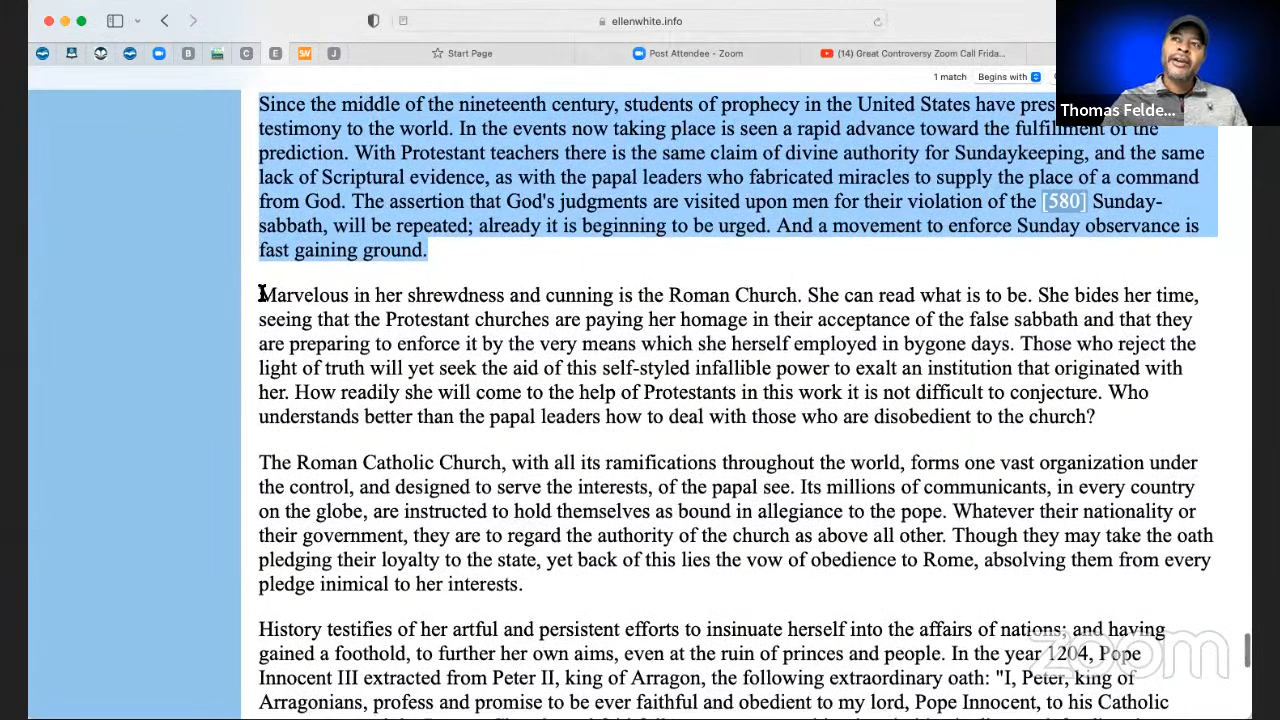 ellenwhite.info
B
C
E
SW
J
Start Page
Post Attendee - Zoom
(14) Great Controversy Zoom Call Frida...
1 match
Begins with
Thomas Felde...
Since the middle of the nineteenth century, students of prophecy in the United States have pres
testimony to the world. In the events now taking place is seen a rapid advance toward the fulfillment of the
prediction. With Protestant teachers there is the same claim of divine authority for Sundaykeeping, and the same
lack of Scriptural evidence, as with the papal leaders who fabricated miracles to supply the place of a command
from God. The assertion that God's judgments are visited upon men for their violation of the [580] Sunday-
sabbath, will be repeated; already it is beginning to be urged. And a movement to enforce Sunday observance is
fast gaining ground.
Marvelous in her shrewdness and cunning is the Roman Church. She can read what is to be. She bides her time,
seeing that the Protestant churches are paying her homage in their acceptance of the false sabbath and that they
are preparing to enforce it by the very means which she herself employed in bygone days. Those who reject the
light of truth will yet seek the aid of this self-styled infallible power to exalt an institution that originated with
her. How readily she will come to the help of Protestants in this work it is not difficult to conjecture. Who
understands better than the papal leaders how to deal with those who are disobedient to the church?
The Roman Catholic Church, with all its ramifications throughout the world, forms one vast organization under
the control, and designed to serve the interests, of the papal see. Its millions of communicants, in every country
on the globe, are instructed to hold themselves as bound in allegiance to the pope. Whatever their nationality or
their government, they are to regard the authority of the church as above all other. Though they may take the oath
pledging their loyalty to the state, yet back of this lies the vow of obedience to Rome, absolving them from every
pledge inimical to her interests.
History testifies of her artful and persistent efforts to insinuate herself into the affairs of nations; and having
gained a foothold, to further her own aims, even at the ruin of princes and people. In the year 1204, Pope
Innocent III extracted from Peter II, king of Arragon, the following extraordinary oath: "I, Peter, king of
Arragonians, profess and promise to be ever faithful and obedient to my lord, Pope Innocent, to his Catholic
zoom